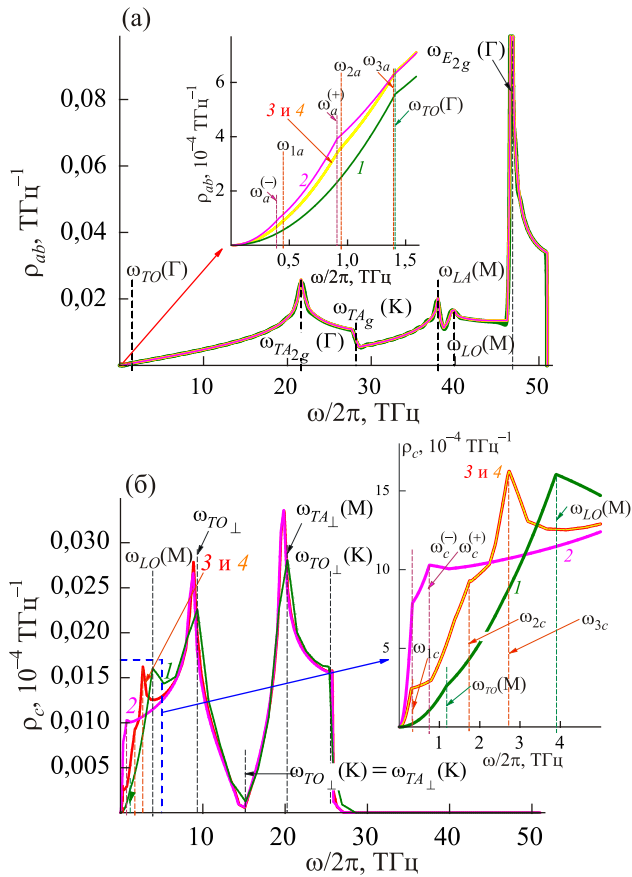 (а)
ρab, ТГц–1
0,08
0,06
0,04
0,02
10
20
30
40
50
ω/2π, ТГц
ωTO(Γ)
ωTA2g (Γ)
ωTAg (K)
ωLA(M)
ωLO(M)
ωE2g (Γ)
ρab, 10–4 ТГц–1
6
4
2
0,5
1,0
1,5
ω/2π, ТГц
ωa(–)
ω1a
ωa(+)
ω2a
ω3a
ωTO(Γ)
3 и 4
2
1
(б)
ρc, 10–4 ТГц–1
0,035
0,030
0,025
0,020
0,015
0,010
0,005
0
10
20
30
40
50
ω/2π, ТГц
ωLO(M)
ωTO⊥
3 и 4
1
2
ωTA⊥(M)
ωTO⊥(K)
ωTO⊥(K) = ωTA⊥(K)
ρc, 10–4 ТГц–1
15
10
5
0
1
2
3
4
ω/2π, ТГц
3 и 4
ωLO(M)
ωc(–) ωc(+)
2
1
ω1c
ω2c
ω3c
ωTO(M)